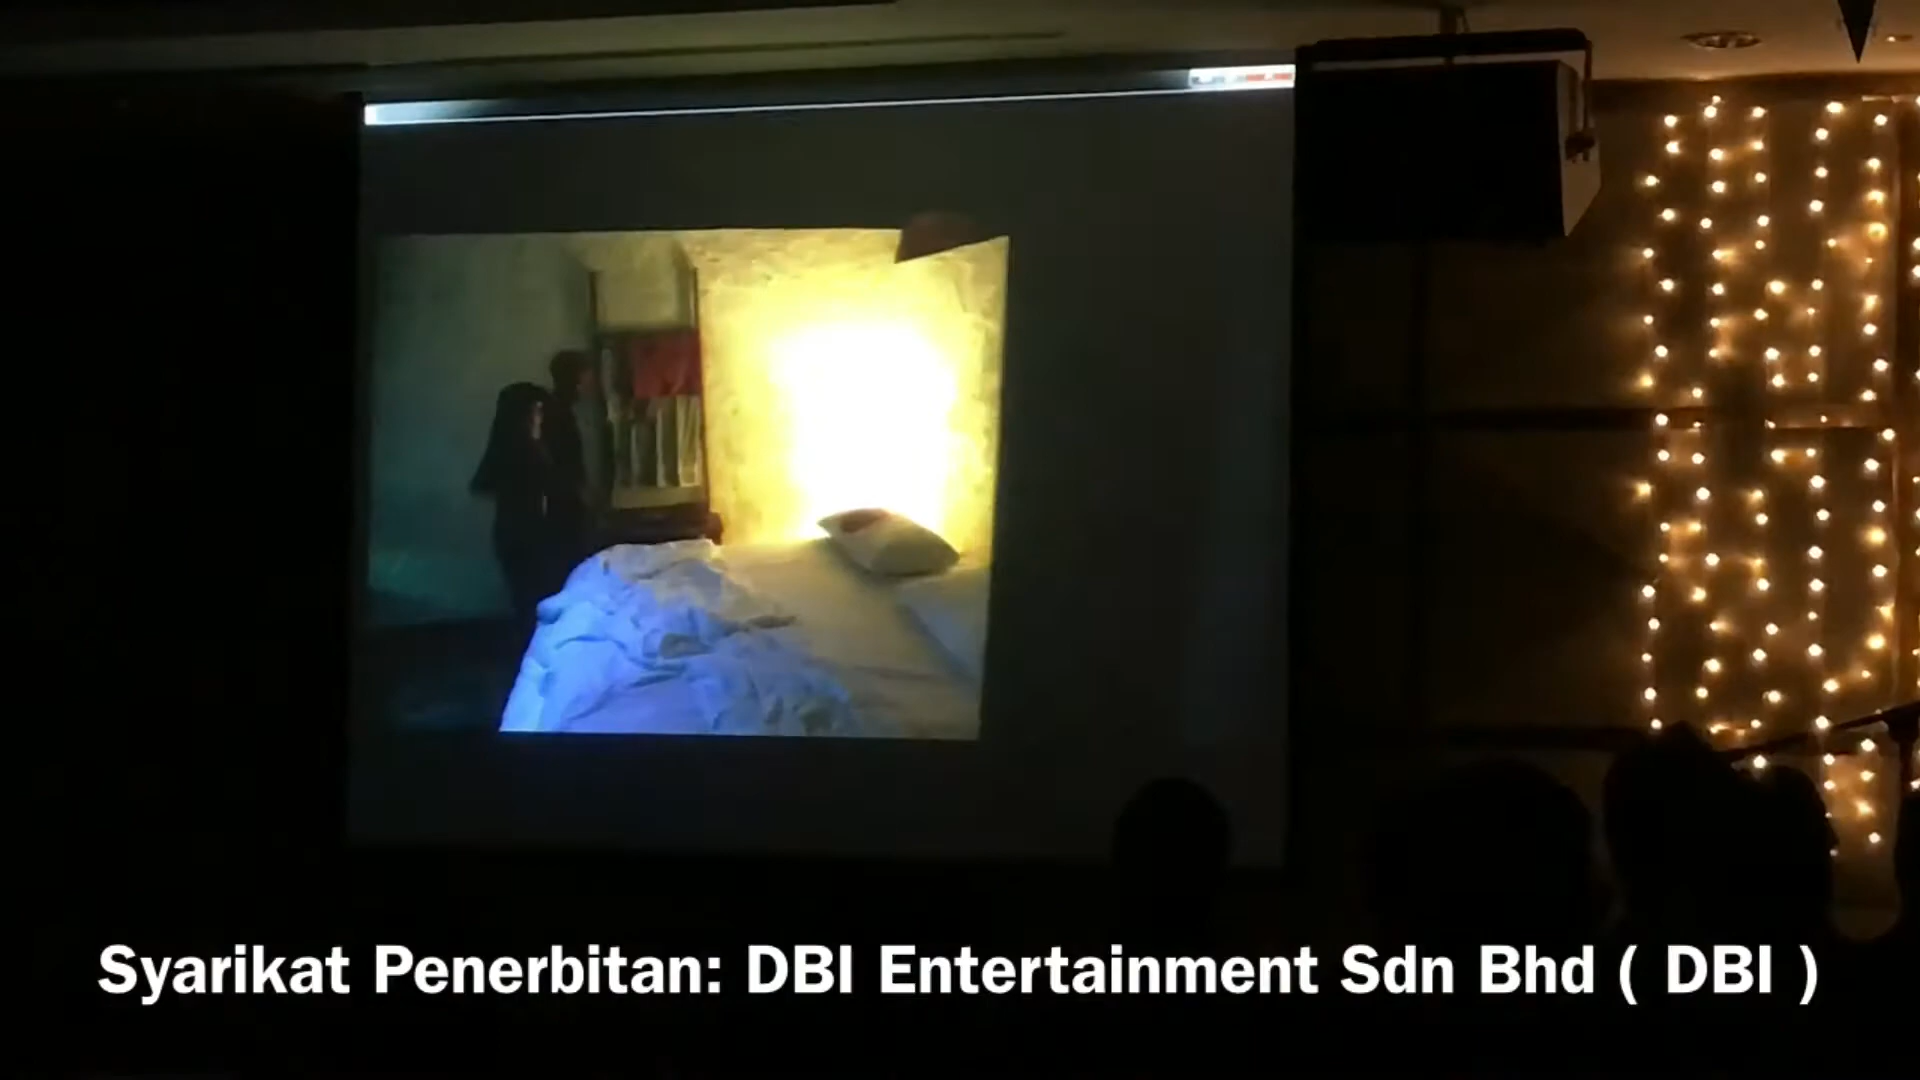 Syarikat Penerbitan: DBI Entertainment Sdn Bhd ( DBI )